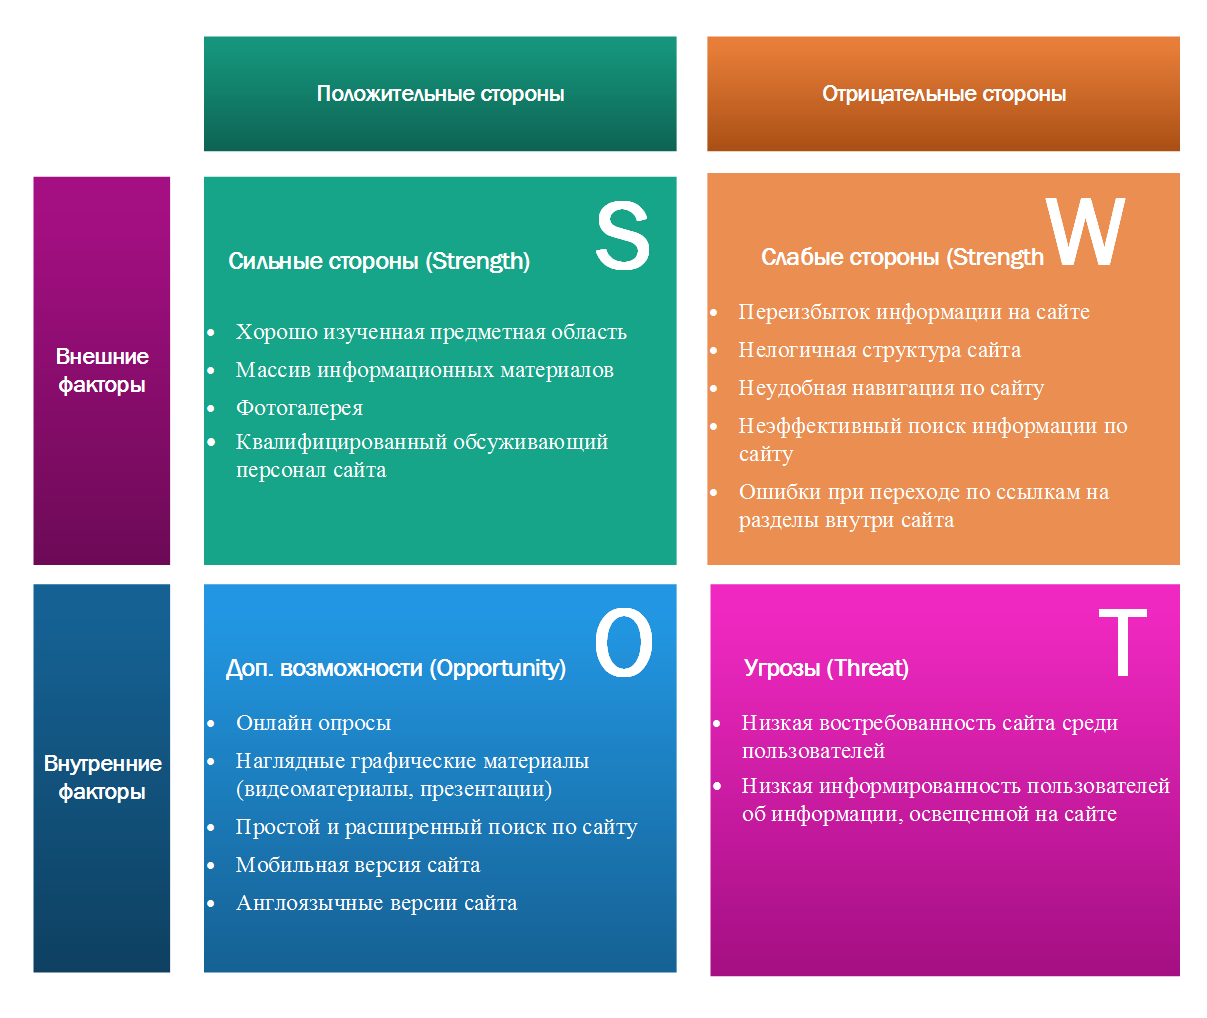 Положительные стороны
Отрицательные стороны
Внешние
факторы
S
Сильные стороны (Strength)
• Хорошо изученная предметная область
• Массив информационных материалов
• Фотогалерея
• Квалифицированный обсуживающий
персонал сайта
W
Слабые стороны (Strength
• Переизбыток информации на сайте
• Нелогичная структура сайта
• Неудобная навигация по сайту
• Неэффективный поиск информации по
сайту
• Ошибки при переходе по ссылкам на
разделы внутри сайта
Внутренние
факторы
O
Доп. возможности (Opportunity)
• Онлайн опросы
• Наглядные графические материалы
(видеоматериалы, презентации)
• Простой и расширенный поиск по сайту
• Мобильная версия сайта
• Англоязычные версии сайта
T
Угрозы (Threat)
• Низкая востребованность сайта среди
пользователей
• Низкая информированность пользователей
об информации, освещенной на сайте